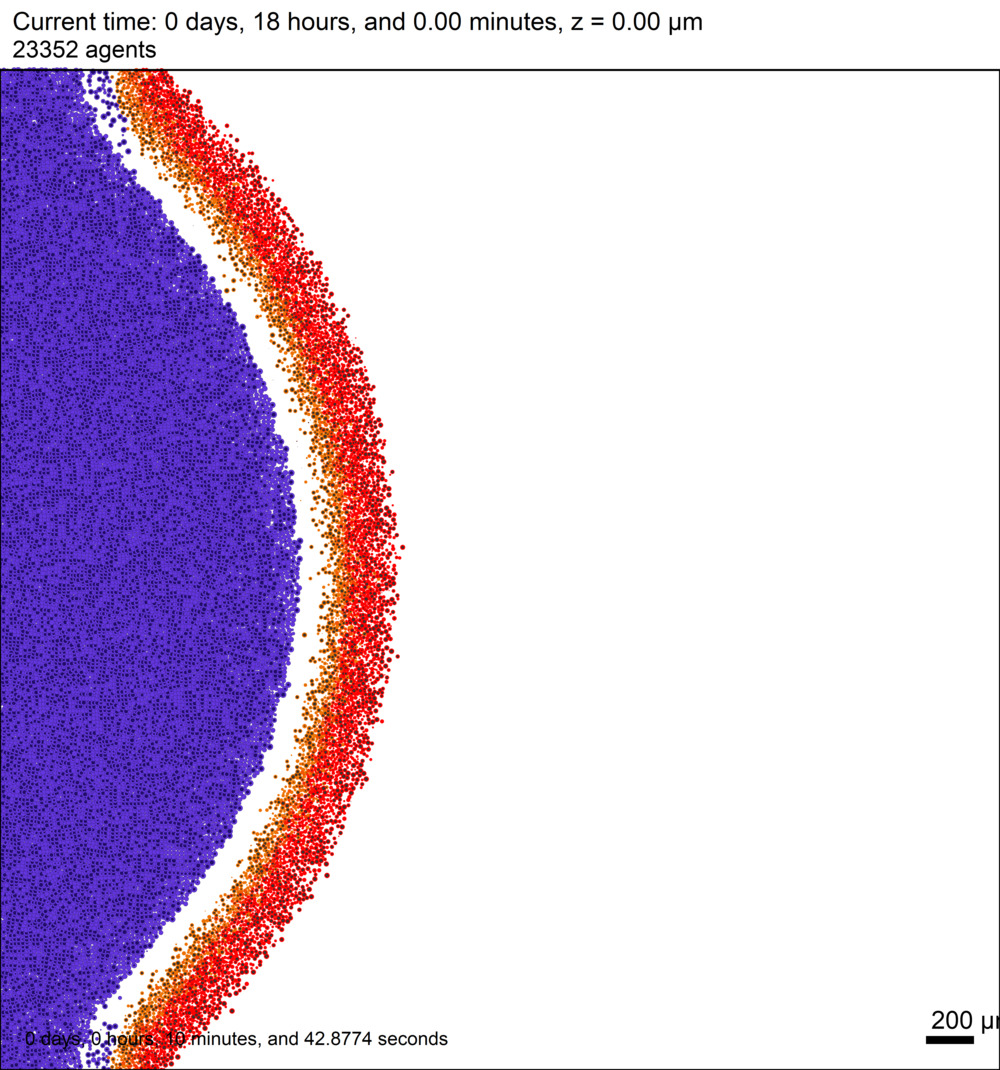 Current time: 0 days, 18 hours, and 0.00 minutes, z = 0.00 μm
23352 agents
0 days, 0 hours, 10 minutes, and 42.8774 seconds
200 μ